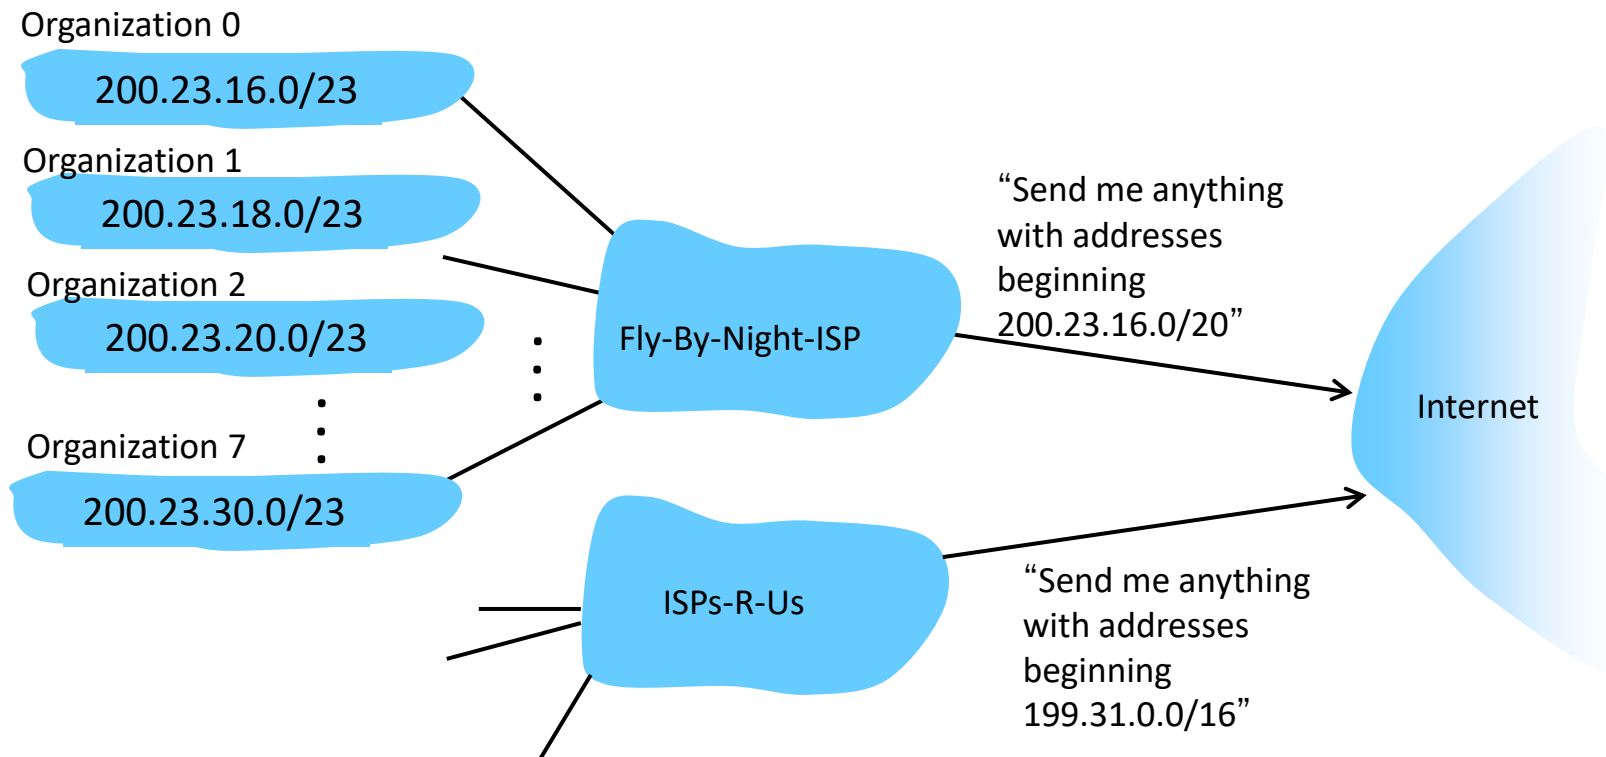 Organization 0
200.23.16.0/23
Organization 1
200.23.18.0/23
Organization 2
200.23.20.0/23
Organization 7
200.23.30.0/23
Fly-By-Night-ISP
“Send me anything
with addresses
beginning
200.23.16.0/20”
ISPs-R-Us
“Send me anything
with addresses
beginning
199.31.0.0/16”
Internet